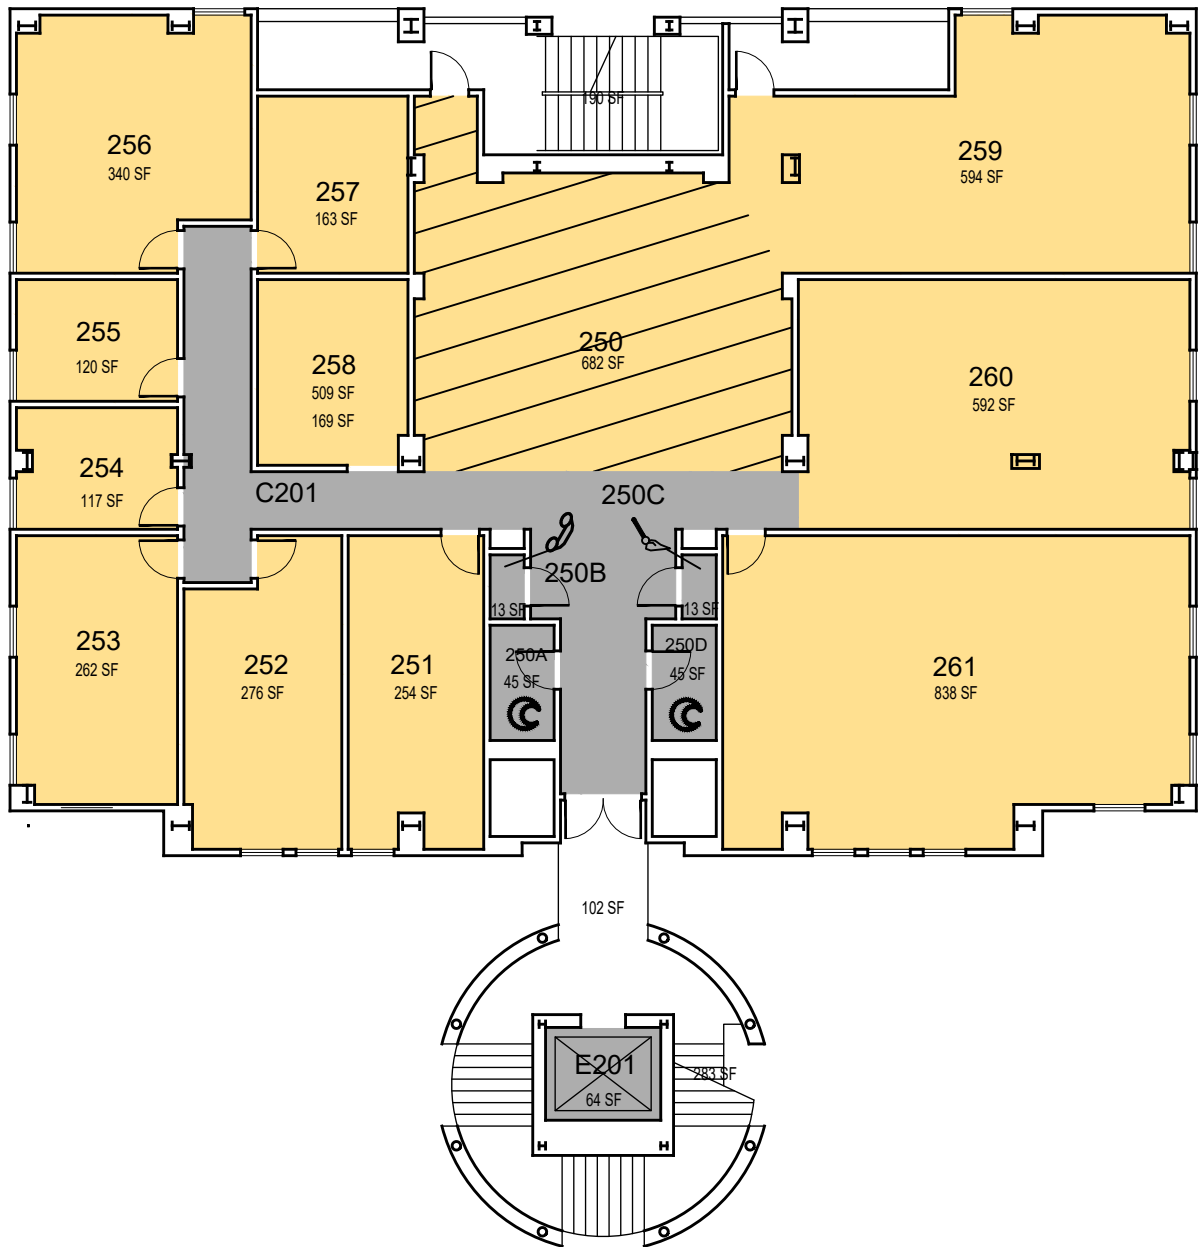 190 SF
256
340 SF
257
163 SF
259
594 SF
255
120 SF
258
509 SF
169 SF
250
682 SF
260
592 SF
254
117 SF
C201
250C
250B
13 SF
13 SF
253
262 SF
252
276 SF
251
254 SF
250A
45 SF
250D
45 SF
261
838 SF
102 SF
E201
64 SF
283 SF